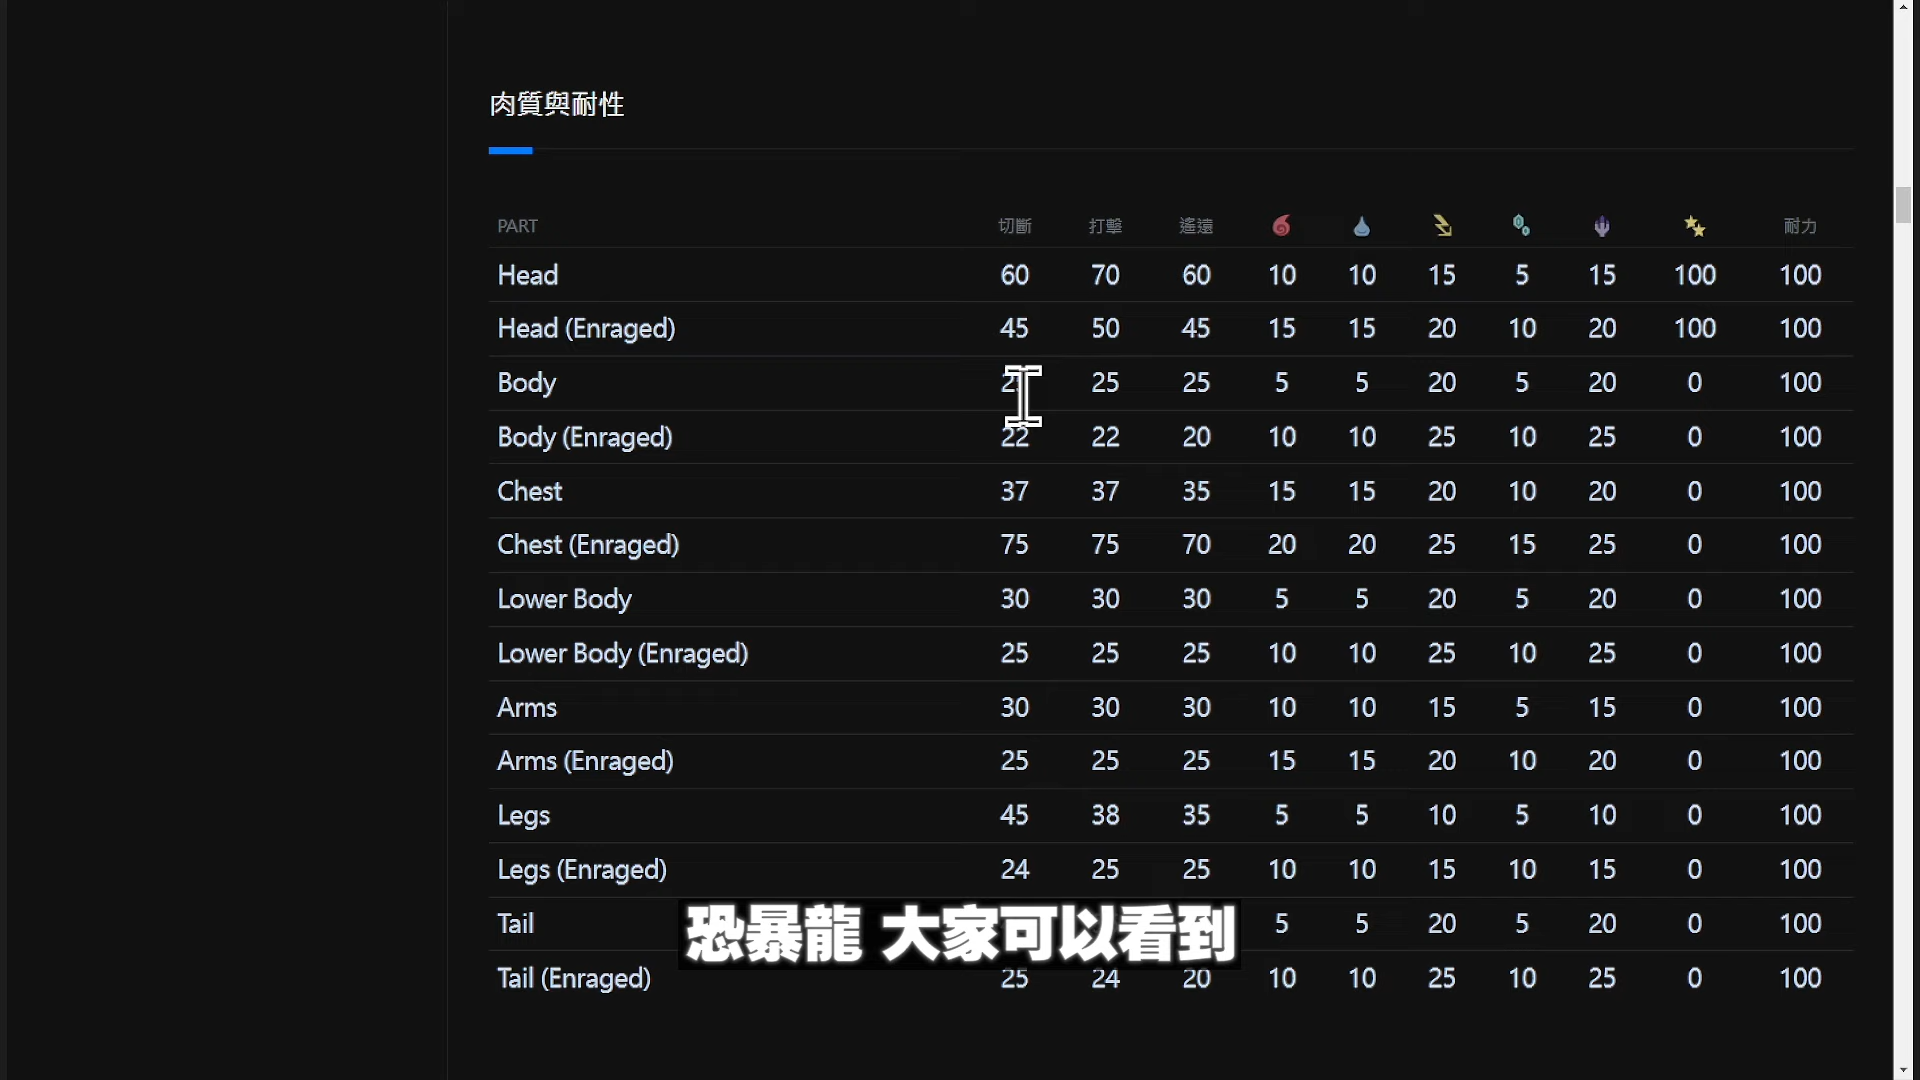 肉質與耐性
PART 切斷 打擊 遙遠 耐力
Head 60 70 60 10 10 15 5 15 100 100
Head (Enraged) 45 50 45 15 15 20 10 20 100 100
Body 25 25 5 5 20 5 20 0 100
Body (Enraged) 22 22 20 10 10 25 10 25 0 100
Chest 37 37 35 15 15 20 10 20 0 100
Chest (Enraged) 75 75 70 20 20 25 15 25 0 100
Lower Body 30 30 30 5 5 20 5 20 0 100
Lower Body (Enraged) 25 25 25 10 10 25 10 25 0 100
Arms 30 30 30 10 10 15 5 15 0 100
Arms (Enraged) 25 25 25 15 15 20 10 20 0 100
Legs 45 38 35 5 5 10 5 10 0 100
Legs (Enraged) 24 25 25 10 10 15 10 15 0 100
Tail 5 5 20 5 20 0 100
恐暴龍 大家可以看到
Tail (Enraged) 25 24 20 10 10 25 10 25 0 100